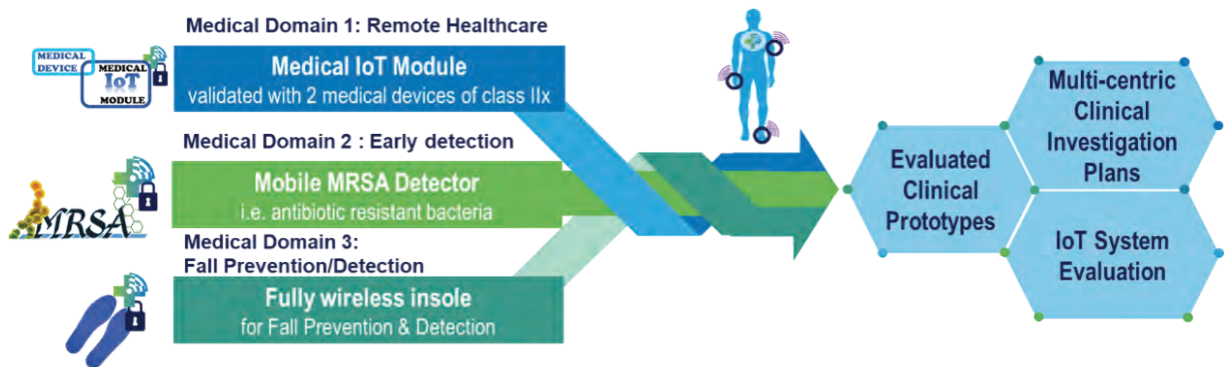 Medical Domain 1: Remote Healthcare
MEDICAL
DEVICE
MEDICAL
IoT
MODULE
Medical IoT Module
validated with 2 medical devices of class IIx
Medical Domain 2 : Early detection
MRSA
Mobile MRSA Detector
i.e. antibiotic resistant bacteria
Medical Domain 3:
Fall Prevention/Detection
Fully wireless insole
for Fall Prevention & Detection
Evaluated
Clinical
Prototypes
Multi-centric
Clinical
Investigation
Plans
IoT System
Evaluation